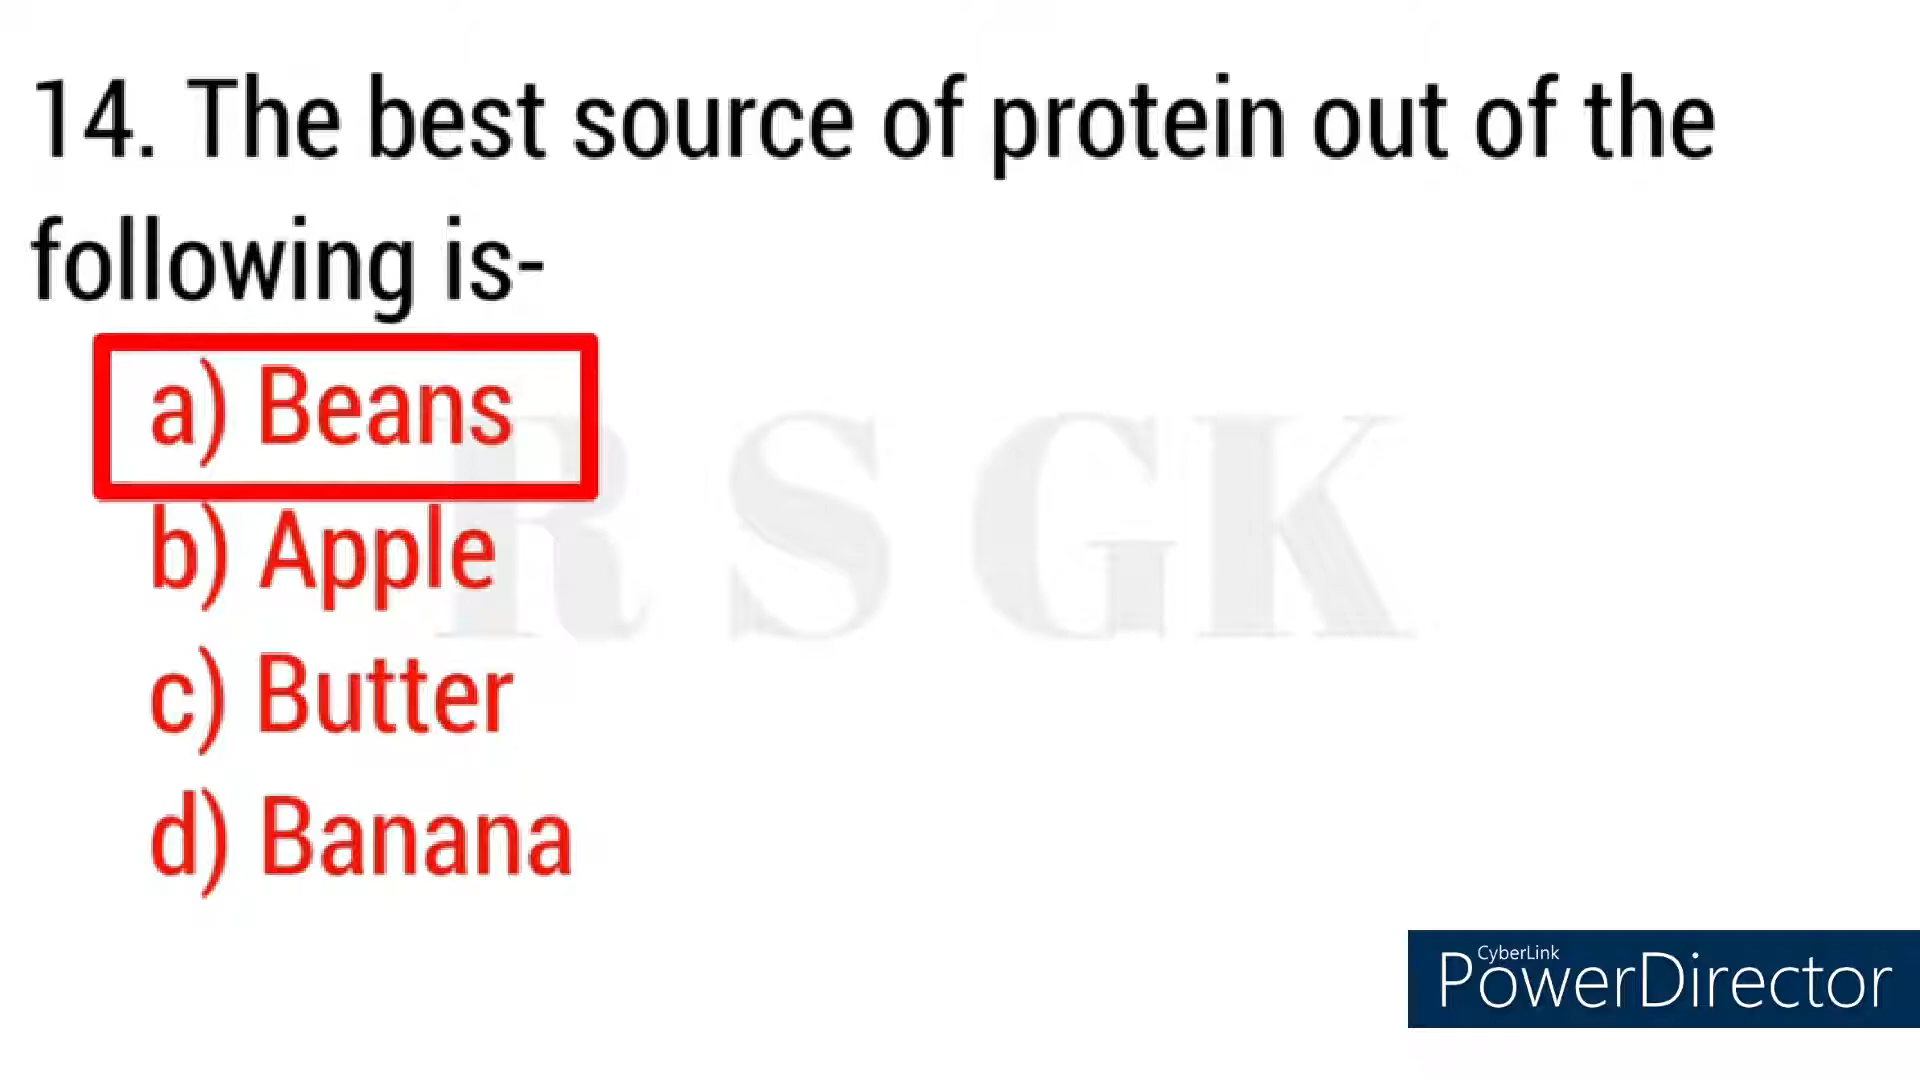 14. The best source of protein out of the
following is-
a) Beans
b) Apple
c) Butter
d) Banana
R S GK
CyberLink
PowerDirector